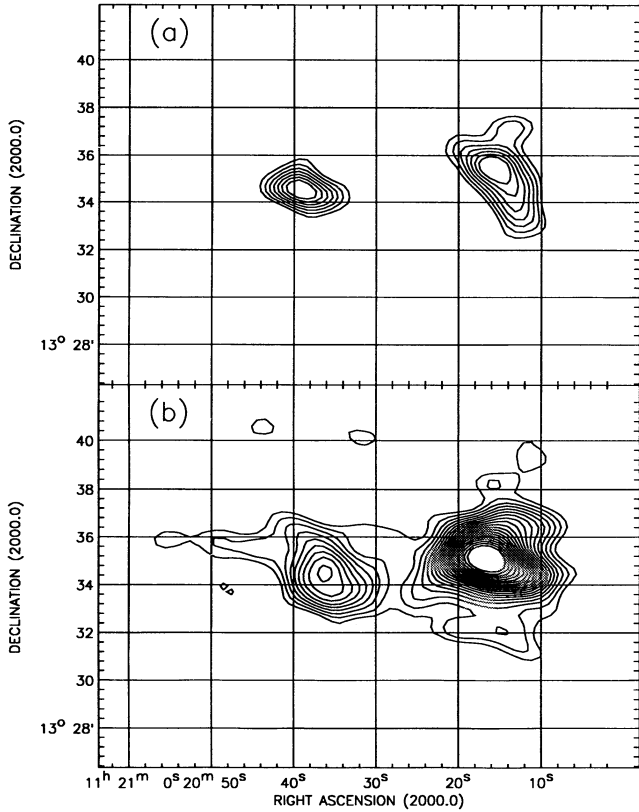 (a)
DECLINATION (2000.0)
40
38
36
34
32
30
13° 28'
(b)
DECLINATION (2000.0)
40
38
36
34
32
30
13° 28'
11ʰ 21ᵐ 0ˢ 20ᵐ 50ˢ 40ˢ 30ˢ 20ˢ 10ˢ
RIGHT ASCENSION (2000.0)